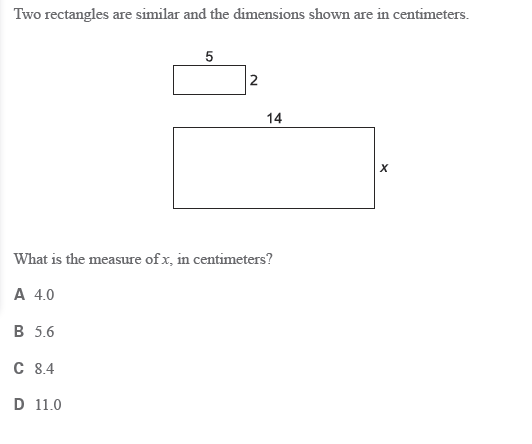 Two rectangles are similar and the dimensions shown are in centimeters.
5
2
14
x
What is the measure of x, in centimeters?
A 4.0
B 5.6
C 8.4
D 11.0